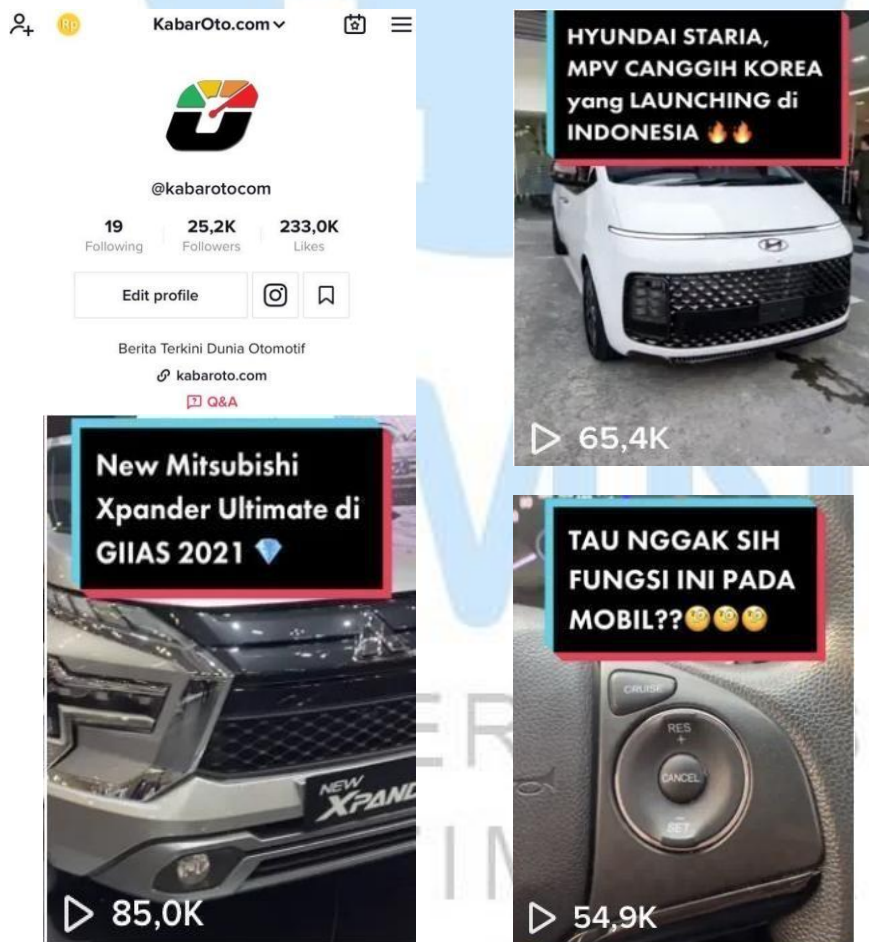 Rp
KabarOto.com
@kabarotocom
19
25,2K
233,0K
Following
Followers
Likes
Edit profile
Berita Terkini Dunia Otomotif
kabaroto.com
Q&A
New Mitsubishi
Xpander Ultimate di
GIIAS 2021 💎
NEW
XPAND
85,0K
HYUNDAI STARIA,
MPV CANGGIH KOREA
yang LAUNCHING di
INDONESIA 🔥🔥
65,4K
TAU NGGAK SIH
FUNGSI INI PADA
MOBIL??🧐🧐🧐
CRUISE
RES
+
CANCEL
−
SET
54,9K